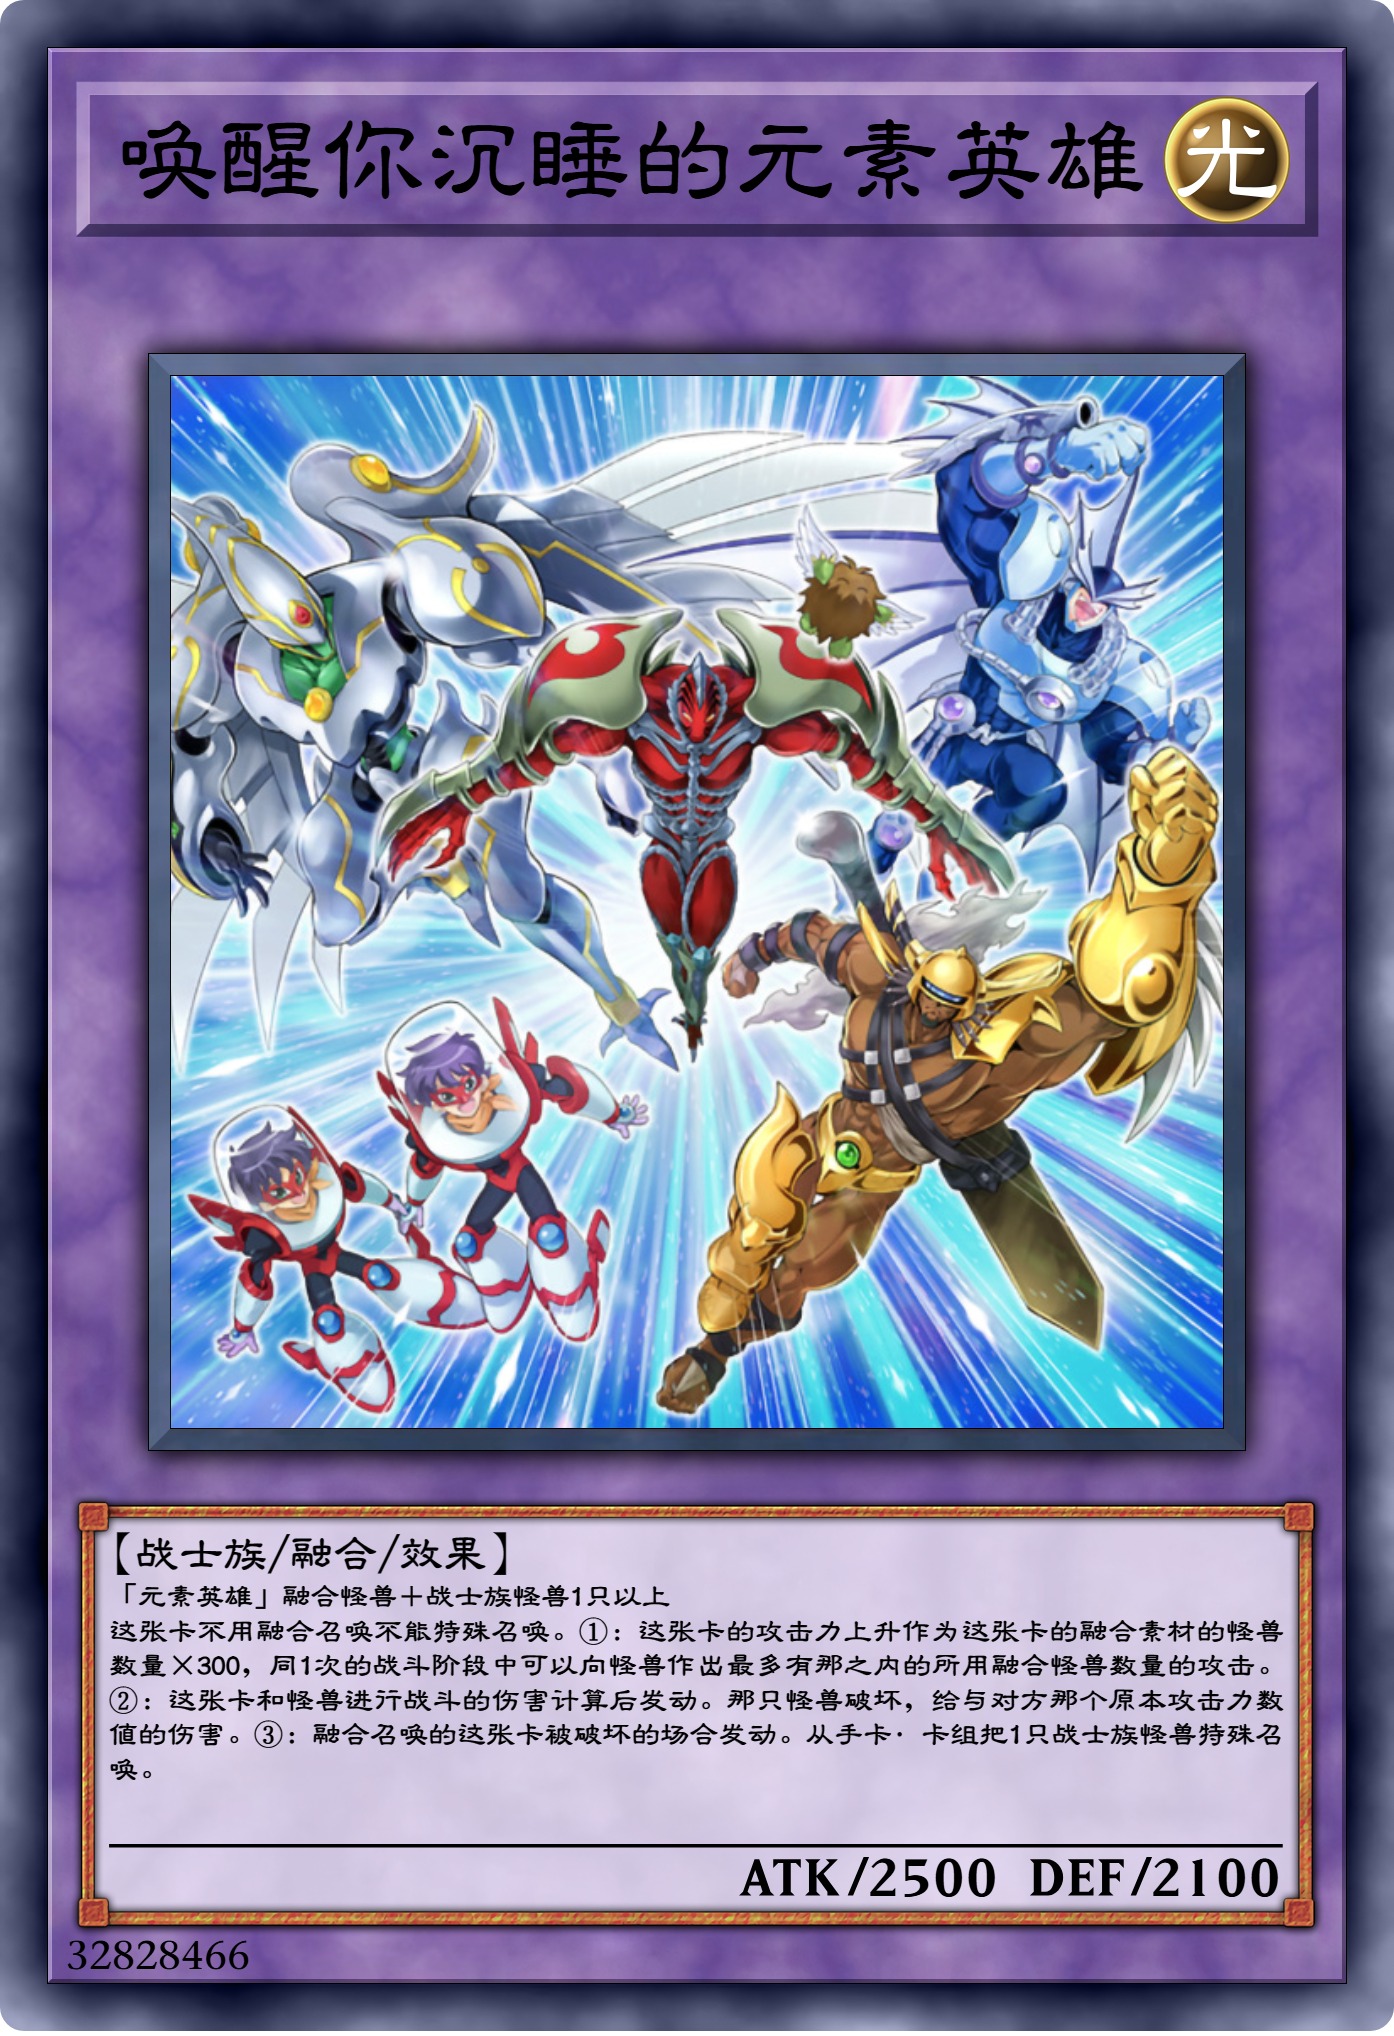 唤醒你沉睡的元素英雄 光
【战士族/融合/效果】
「元素英雄」融合怪兽＋战士族怪兽1只以上
这张卡不用融合召唤不能特殊召唤。①：这张卡的攻击力上升作为这张卡的融合素材的怪兽
数量×300，同1次的战斗阶段中可以向怪兽作出最多有那之内的所用融合怪兽数量的攻击。
②：这张卡和怪兽进行战斗的伤害计算后发动。那只怪兽破坏，给与对方那个原本攻击力数
值的伤害。③：融合召唤的这张卡被破坏的场合发动。从手卡·卡组把1只战士族怪兽特殊召
唤。
ATK/2500 DEF/2100
32828466